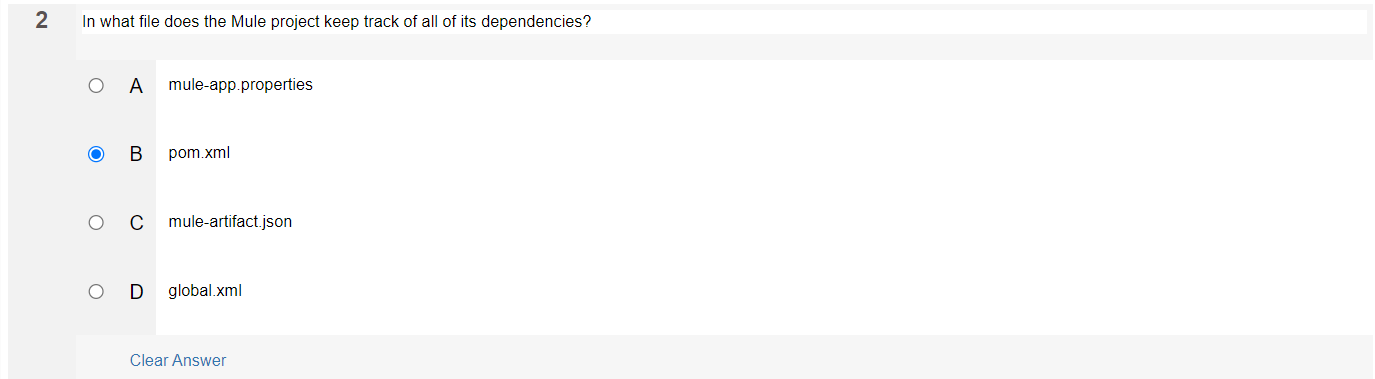 2 In what file does the Mule project keep track of all of its dependencies?
A mule-app.properties
B pom.xml
C mule-artifact.json
D global.xml
Clear Answer